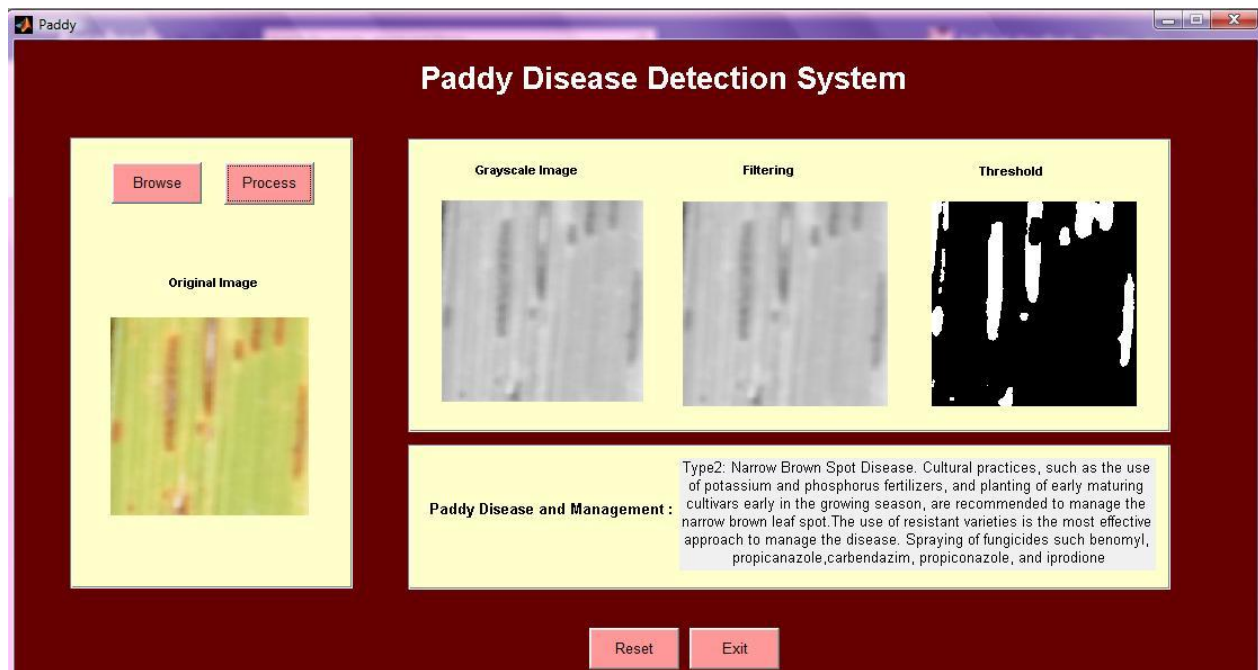 Paddy
Paddy Disease Detection System
Browse
Process
Original Image
Grayscale Image
Filtering
Threshold
Paddy Disease and Management :
Type2: Narrow Brown Spot Disease. Cultural practices, such as the use
of potassium and phosphorus fertilizers, and planting of early maturing
cultivars early in the growing season, are recommended to manage the
narrow brown leaf spot.The use of resistant varieties is the most effective
approach to manage the disease. Spraying of fungicides such benomyl,
propicanazole,carbendazim, propiconazole, and iprodione
Reset
Exit